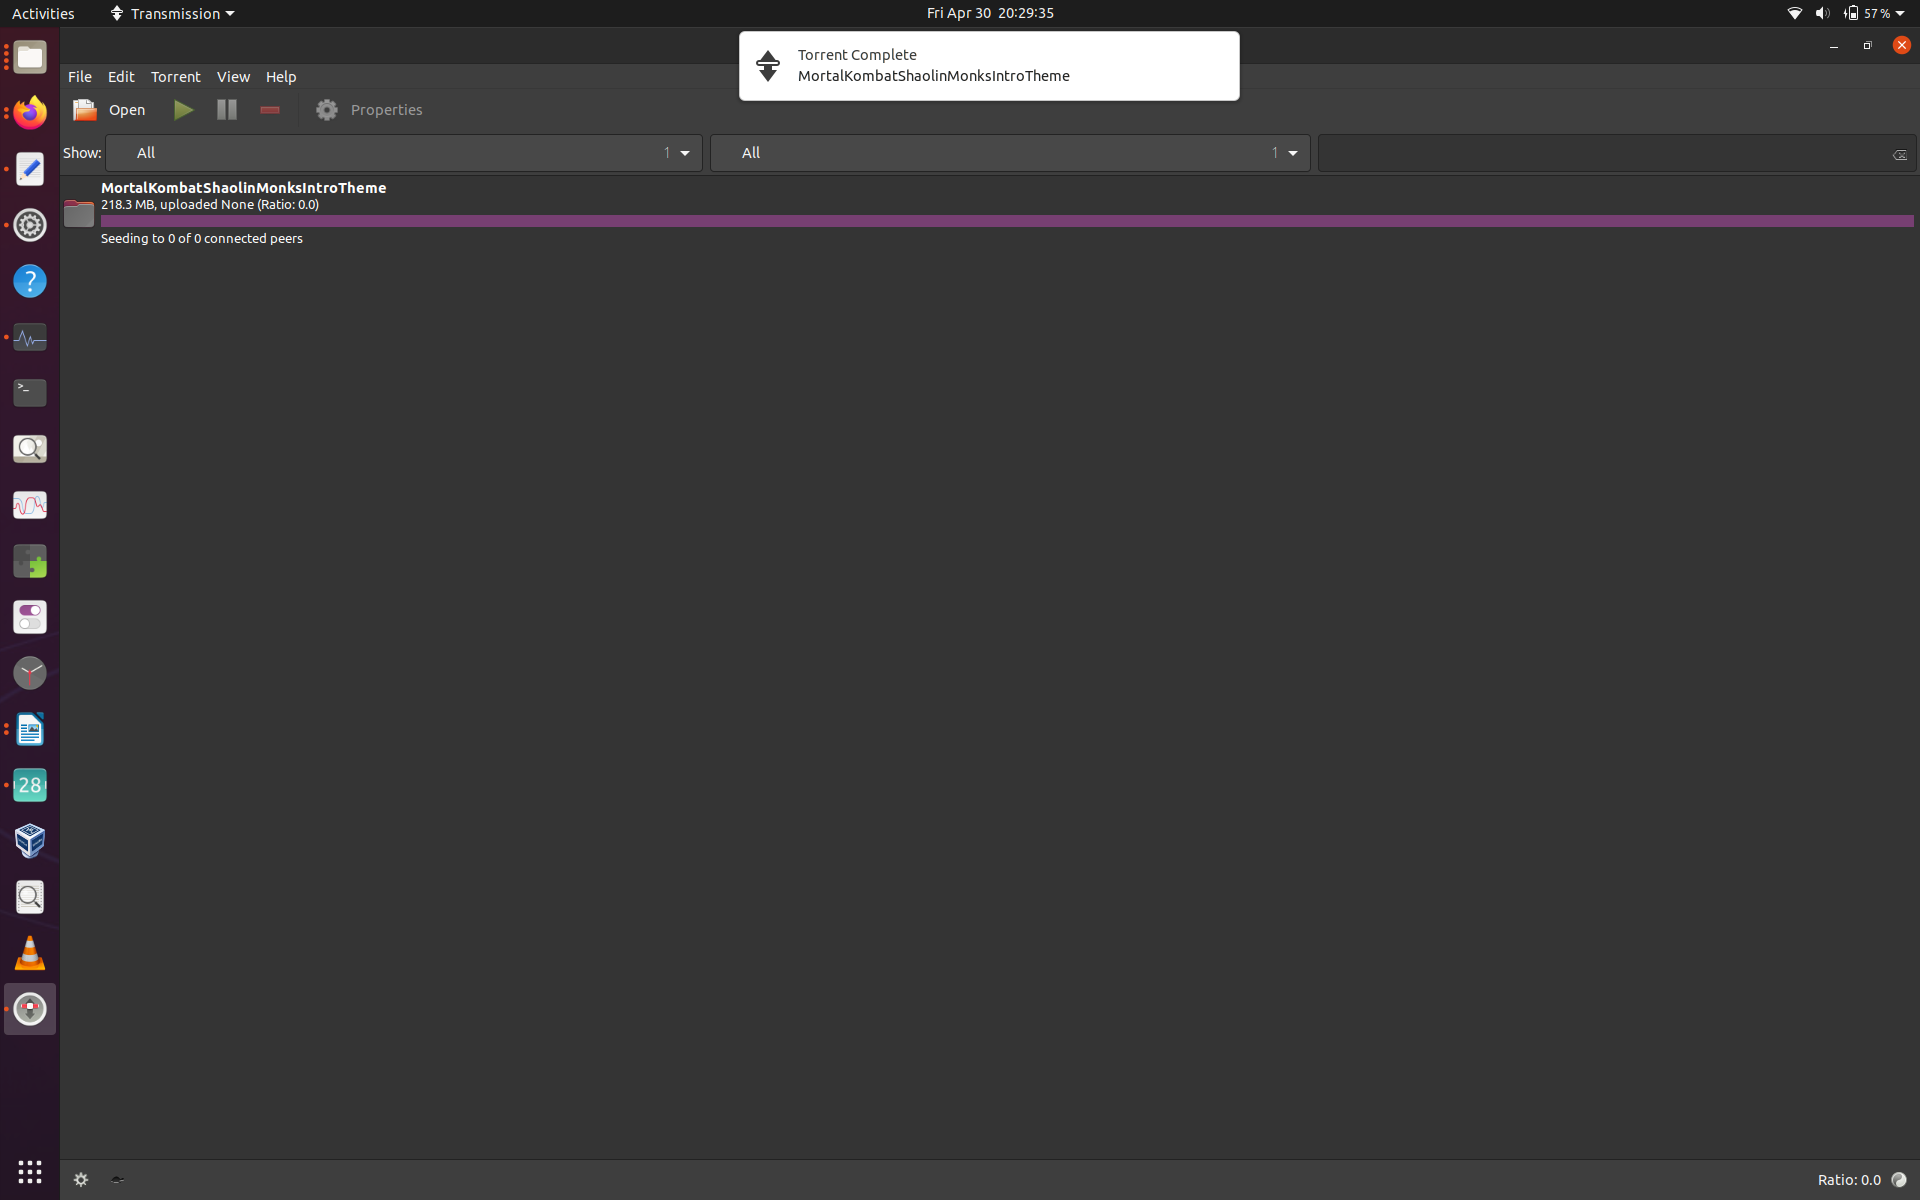 Activities Transmission Fri Apr 30 20:29:35 57 %
Torrent Complete
MortalKombatShaolinMonksIntroTheme
File Edit Torrent View Help
Open Properties
Show: All 1 All 1
MortalKombatShaolinMonksIntroTheme
218.3 MB, uploaded None (Ratio: 0.0)
Seeding to 0 of 0 connected peers
?
>_
28
Ratio: 0.0